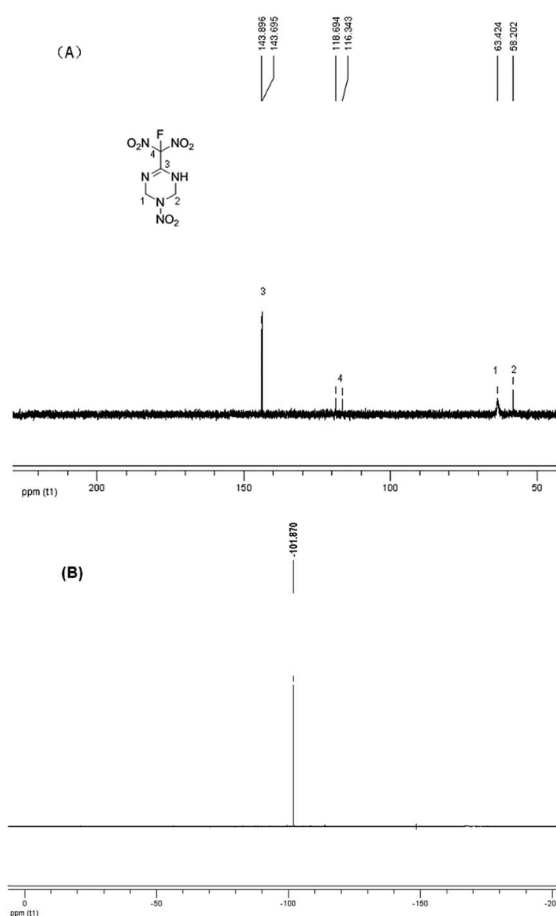 (A)
143.896
143.695
118.694
116.343
63.424
58.202
F
O₂N
NO₂
4
3
N
NH
1
N
2
NO₂
3
4
1
2
200
150
100
50
ppm (t1)
-101.870
(B)
0
-50
-100
-150
-200
ppm (t1)